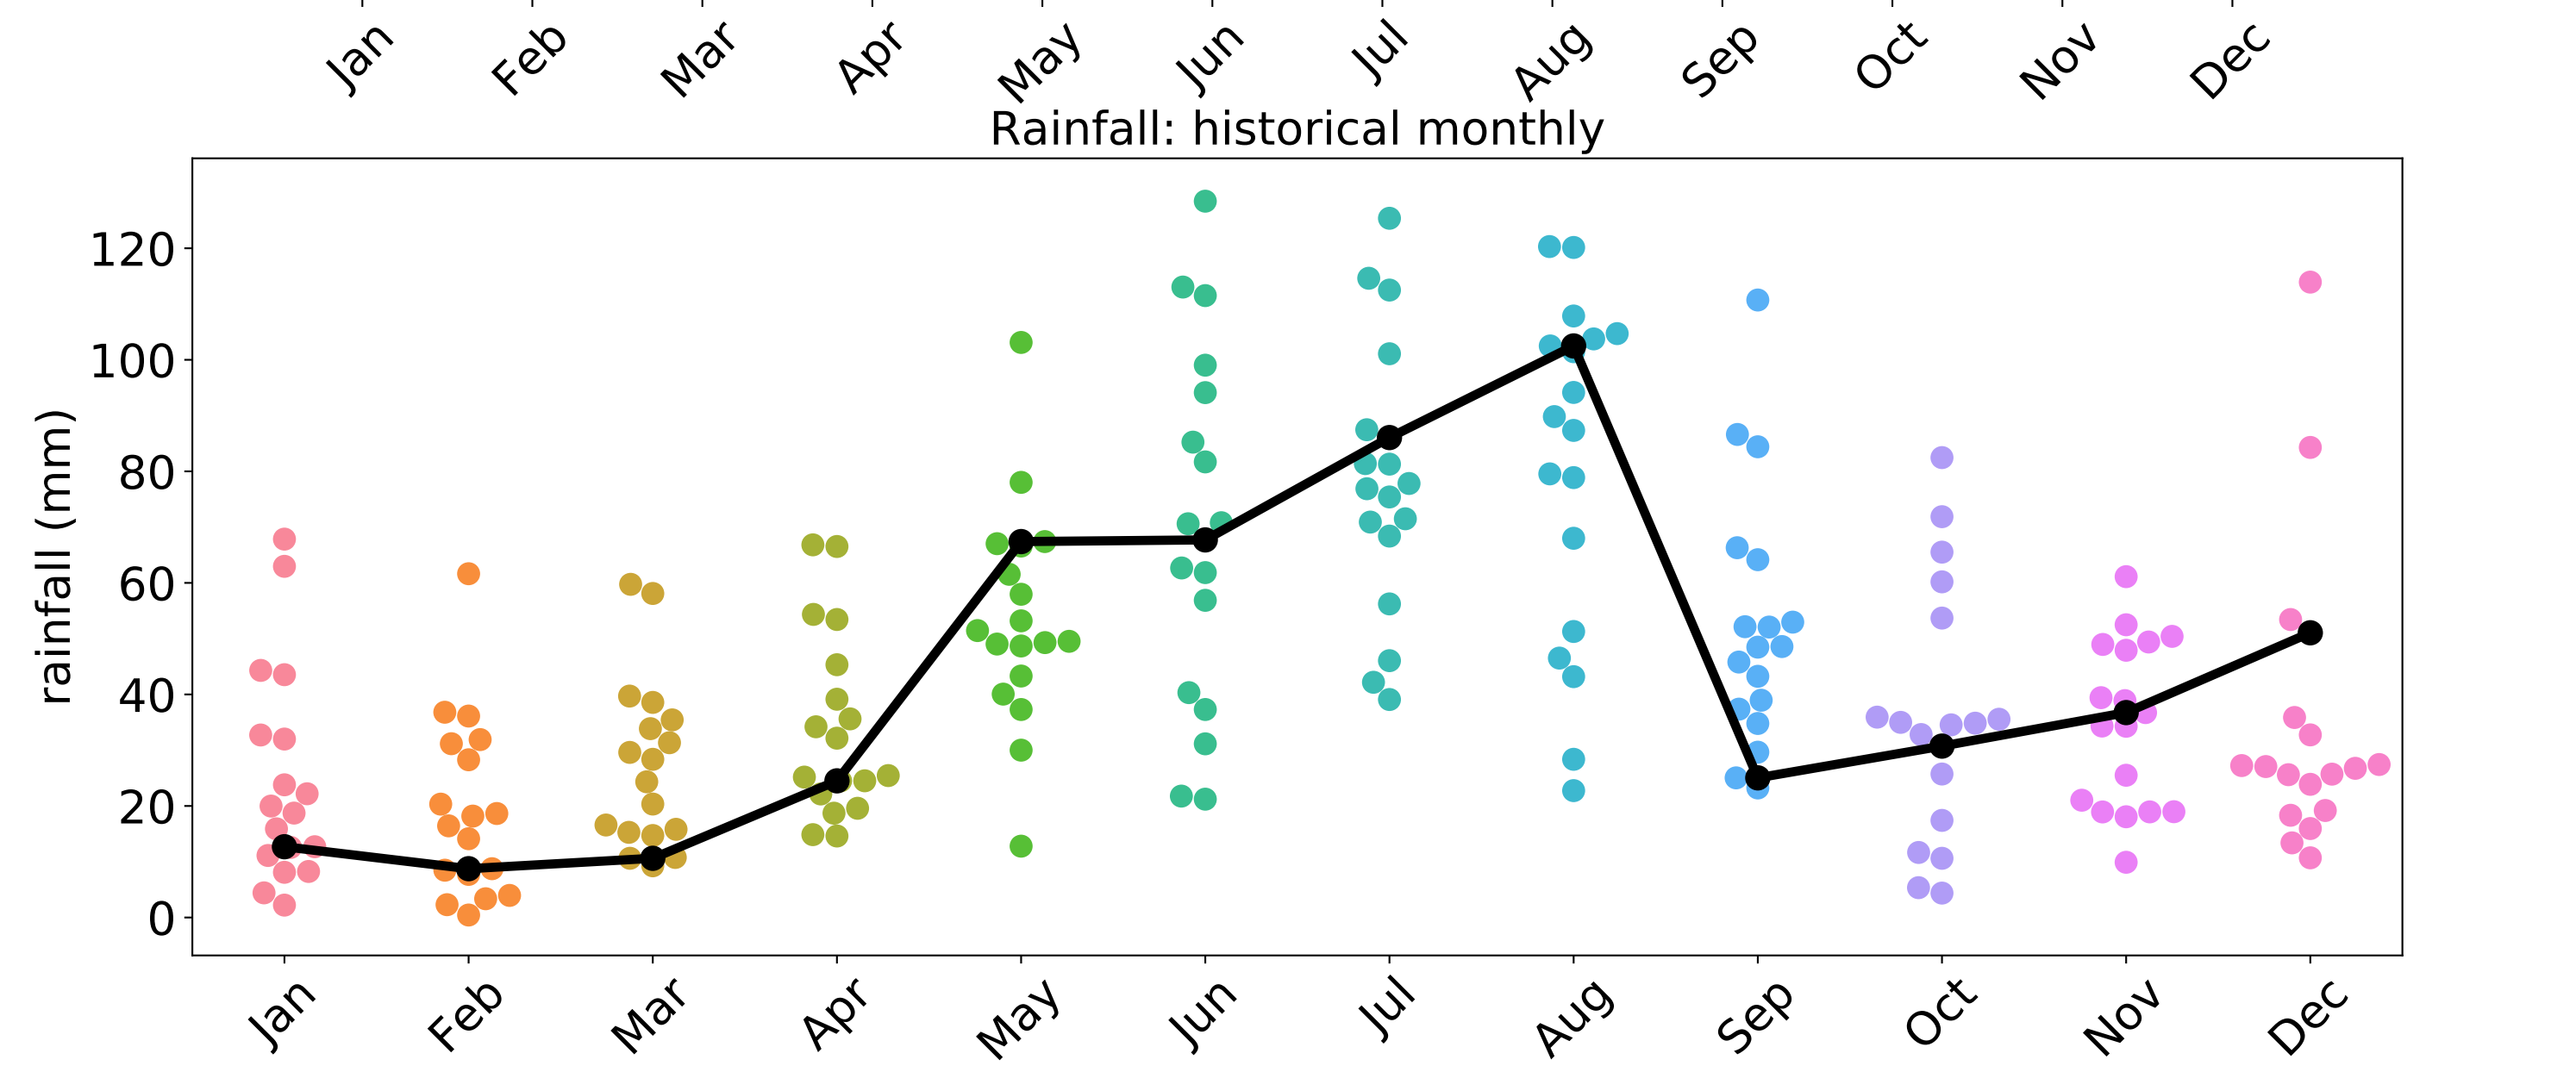 Jan Feb Mar Apr May Jun Jul Aug Sep Oct Nov Dec
Rainfall: historical monthly
120
100
80
60
40
20
0
rainfall (mm)
Jan Feb Mar Apr May Jun Jul Aug Sep Oct Nov Dec